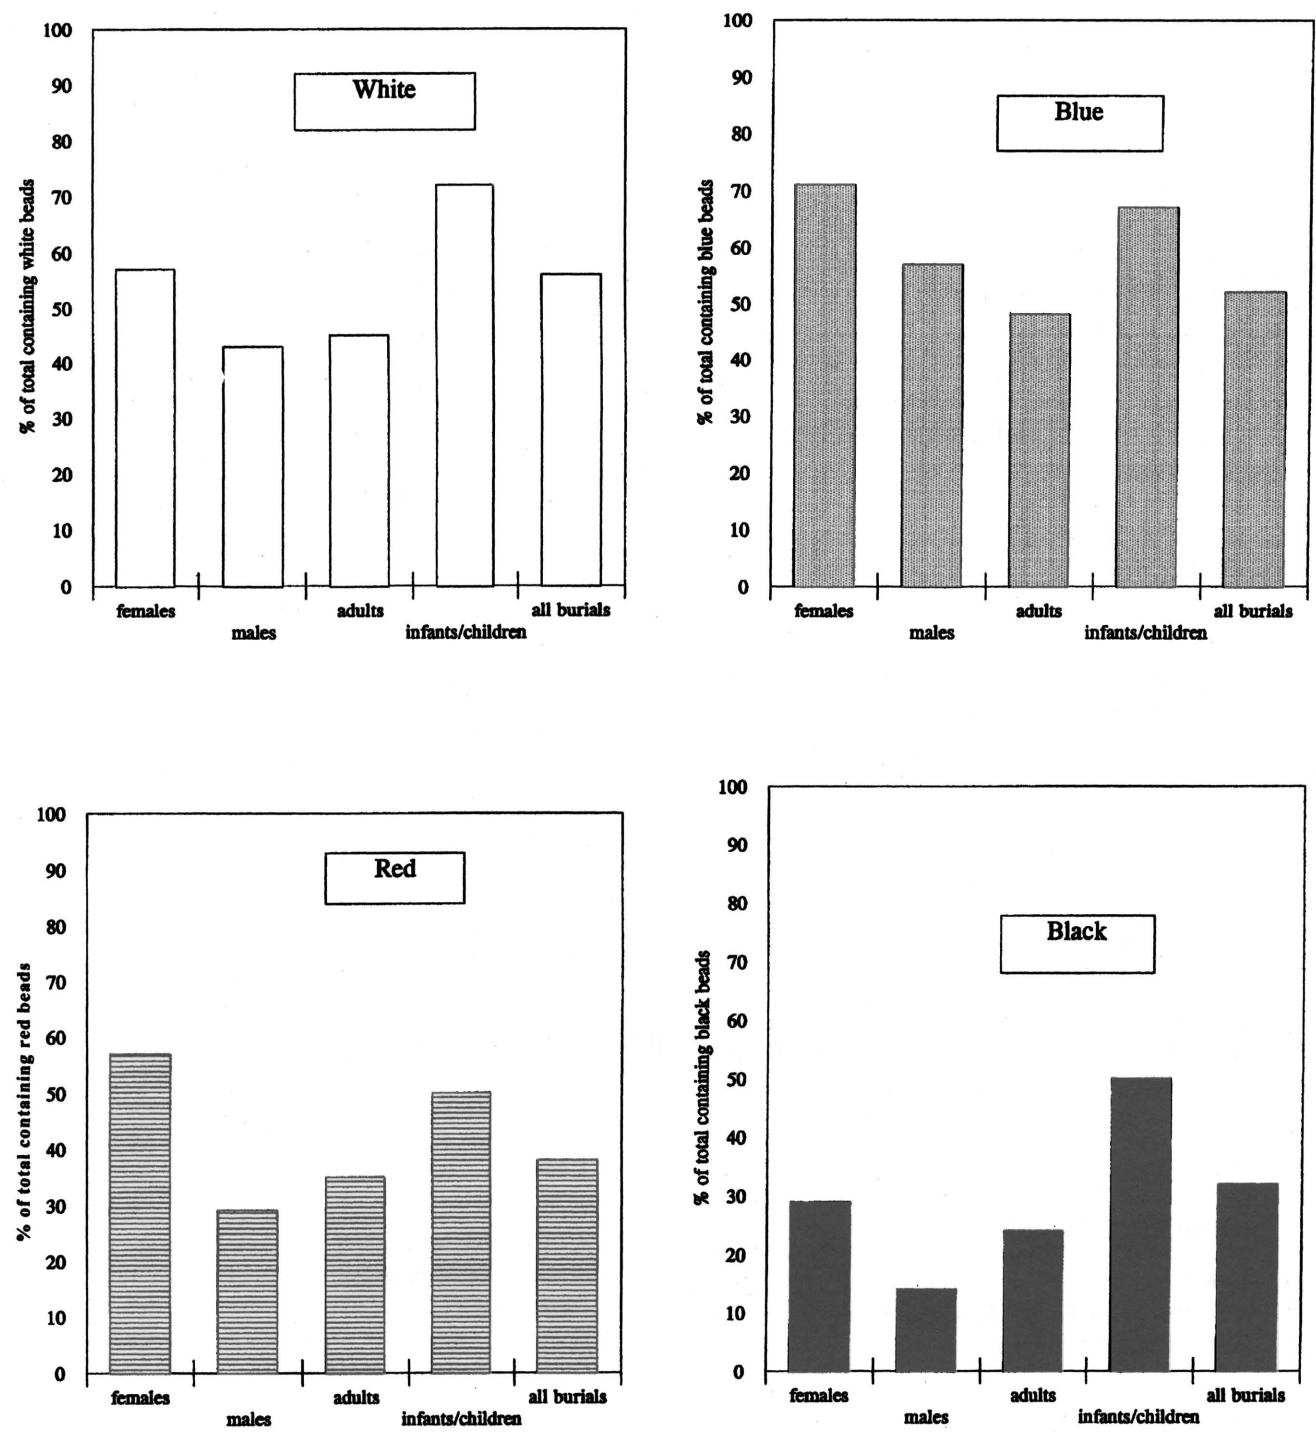 White
% of total containing white beads
100
90
80
70
60
50
40
30
20
10
0
females
males
adults
infants/children
all burials
Blue
% of total containing blue beads
100
90
80
70
60
50
40
30
20
10
0
females
males
adults
infants/children
all burials
Red
% of total containing red beads
100
90
80
70
60
50
40
30
20
10
0
females
males
adults
infants/children
all burials
Black
% of total containing black beads
100
90
80
70
60
50
40
30
20
10
0
females
males
adults
infants/children
all burials